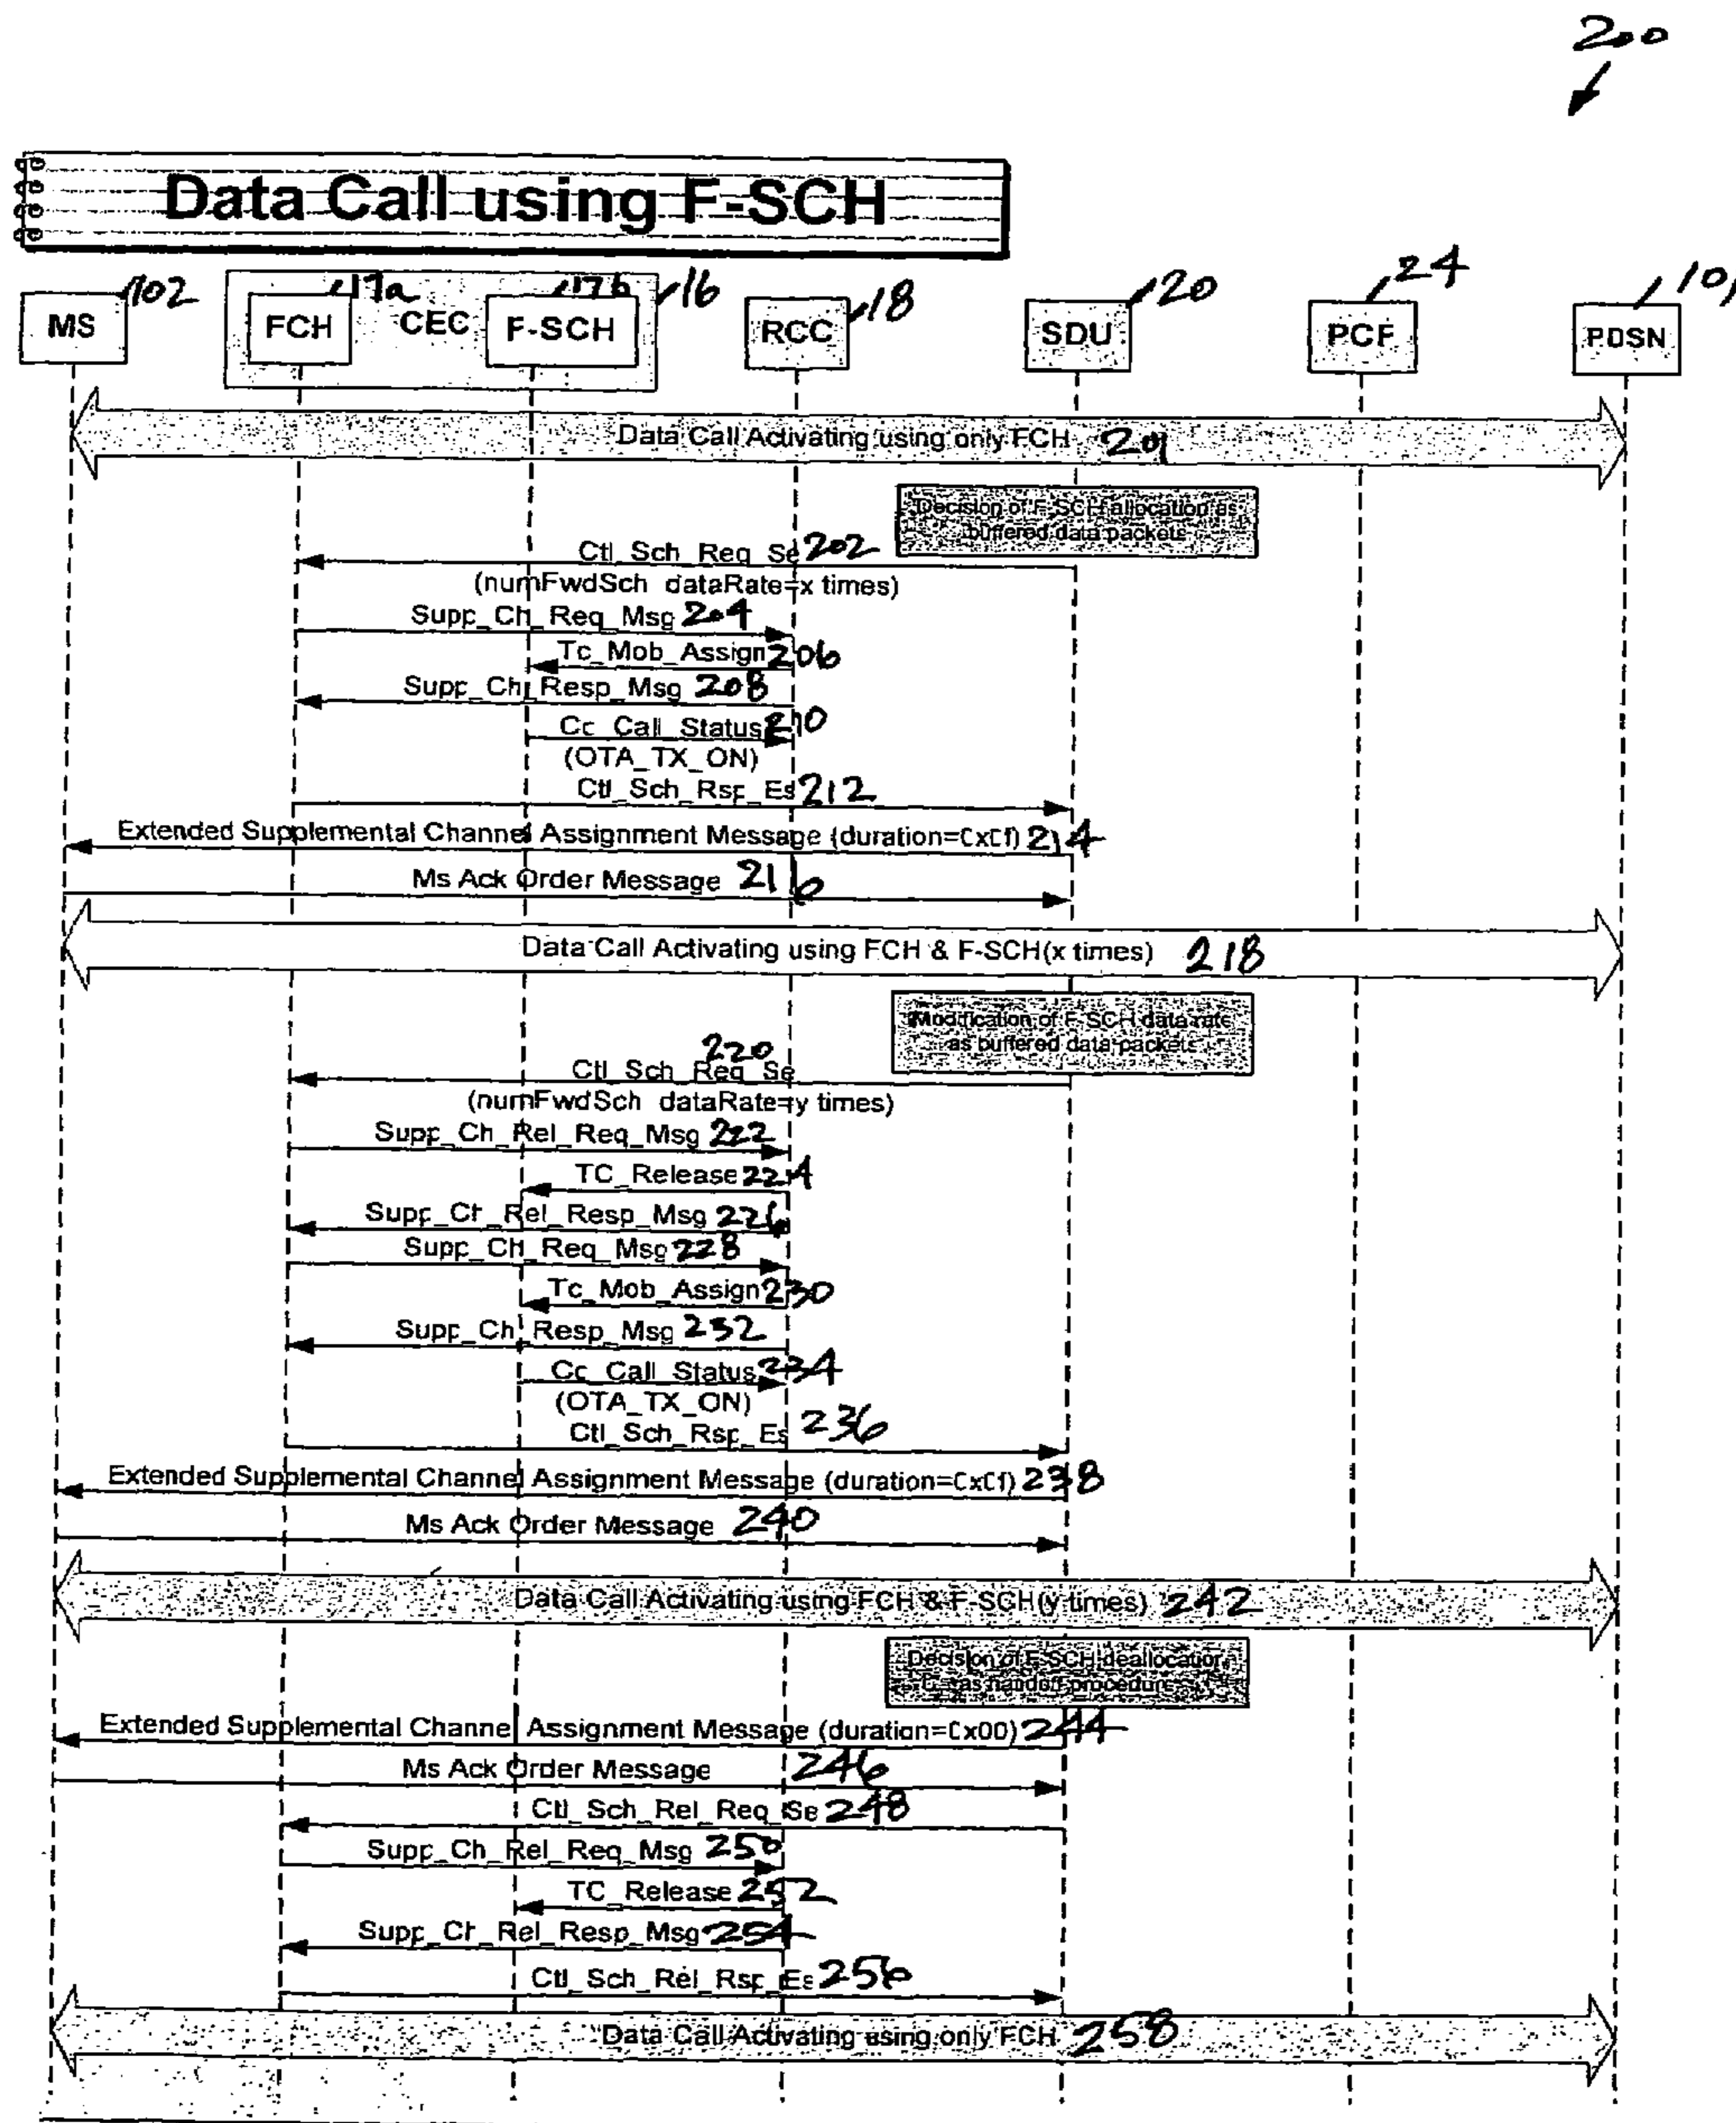 200
Data Call using F-SCH
MS 102
FCH 17a CEC F-SCH 17b 16
RCC 18
SDU 20
PCF 24
PDSN 101
Data Call Activating using only FCH 201
Decision of F-SCH allocation as
buffered data packets
Ctl_Sch_Req_Se 202
(numFwdSch dataRate=x times)
Supp_Ch_Req_Msg 204
Tc_Mob_Assign 206
Supp_Ch_Resp_Msg 208
Cc_Call_Status 210
(OTA_TX_ON)
Ctl_Sch_Rsp_Es 212
Extended Supplemental Channel Assignment Message (duration=0x0f) 214
Ms Ack Order Message 216
Data Call Activating using FCH & F-SCH(x times) 218
Modification of F-SCH data rate
as buffered data packets
220
Ctl_Sch_Req_Se
(numFwdSch dataRate=y times)
Supp_Ch_Rel_Req_Msg 222
TC_Release 224
Supp_Ch_Rel_Resp_Msg 226
Supp_Ch_Req_Msg 228
Tc_Mob_Assign 230
Supp_Ch_Resp_Msg 232
Cc_Call_Status 234
(OTA_TX_ON)
Ctl_Sch_Rsp_Es 236
Extended Supplemental Channel Assignment Message (duration=0x0f) 238
Ms Ack Order Message 240
Data Call Activating using FCH & F-SCH(y times) 242
Decision of F-SCH deallocation
as handoff procedure
Extended Supplemental Channel Assignment Message (duration=0x00) 244
Ms Ack Order Message 246
Ctl_Sch_Rel_Req_Se 248
Supp_Ch_Rel_Req_Msg 250
TC_Release 252
Supp_Ch_Rel_Resp_Msg 254
Ctl_Sch_Rel_Rsp_Es 256
Data Call Activating using only FCH 258